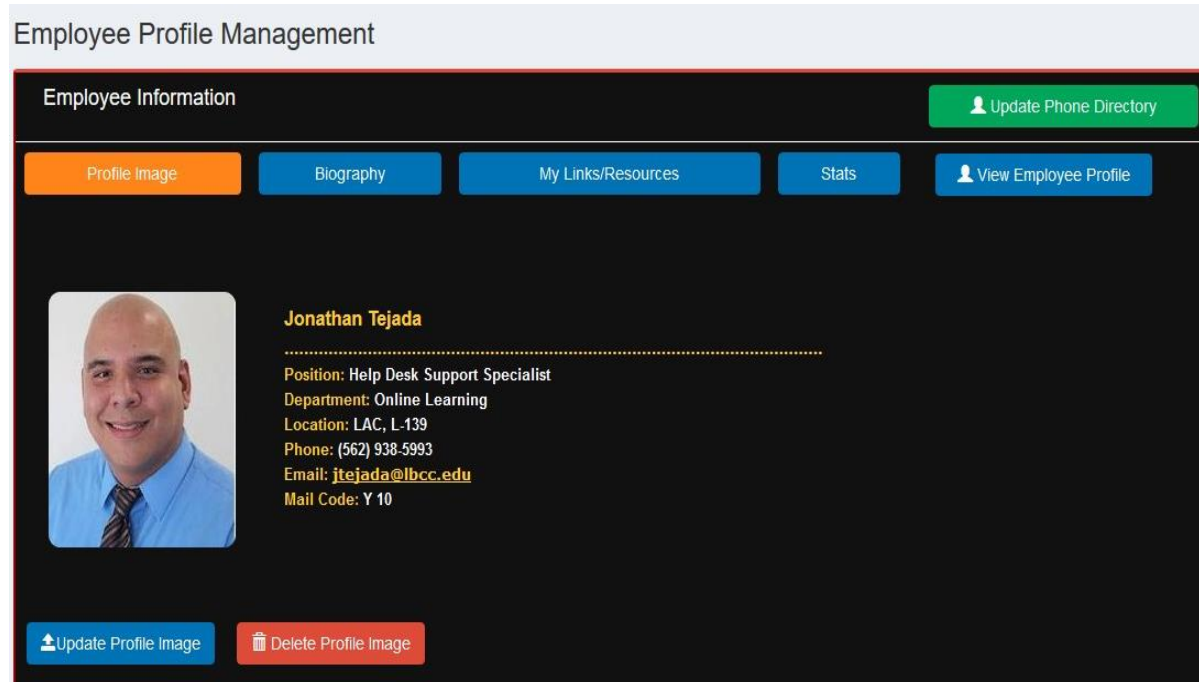 Employee Profile Management
Employee Information
Update Phone Directory
Profile Image
Biography
My Links/Resources
Stats
View Employee Profile
Jonathan Tejada
Position: Help Desk Support Specialist
Department: Online Learning
Location: LAC, L-139
Phone: (562) 938-5993
Email: jtejada@lbcc.edu
Mail Code: Y 10
Update Profile Image
Delete Profile Image